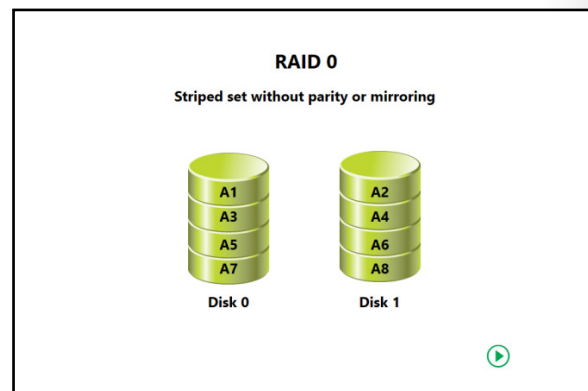 RAID 0
Striped set without parity or mirroring
A1 A2
A3 A4
A5 A6
A7 A8
Disk 0 Disk 1